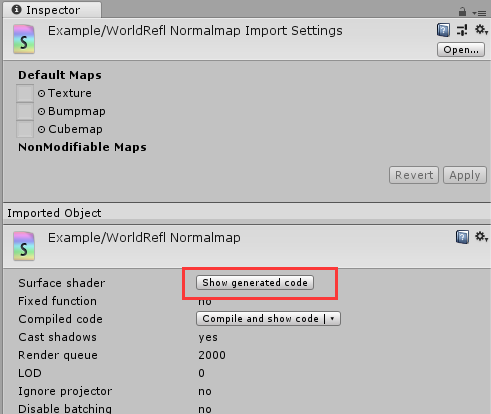 Inspector
Example/WorldRefl Normalmap Import Settings
Open...
Default Maps
Texture
Bumpmap
Cubemap
NonModifiable Maps
Revert Apply
Imported Object
Example/WorldRefl Normalmap
Surface shader Show generated code
Fixed function no
Compiled code Compile and show code
Cast shadows yes
Render queue 2000
LOD 0
Ignore projector no
Disable batching no